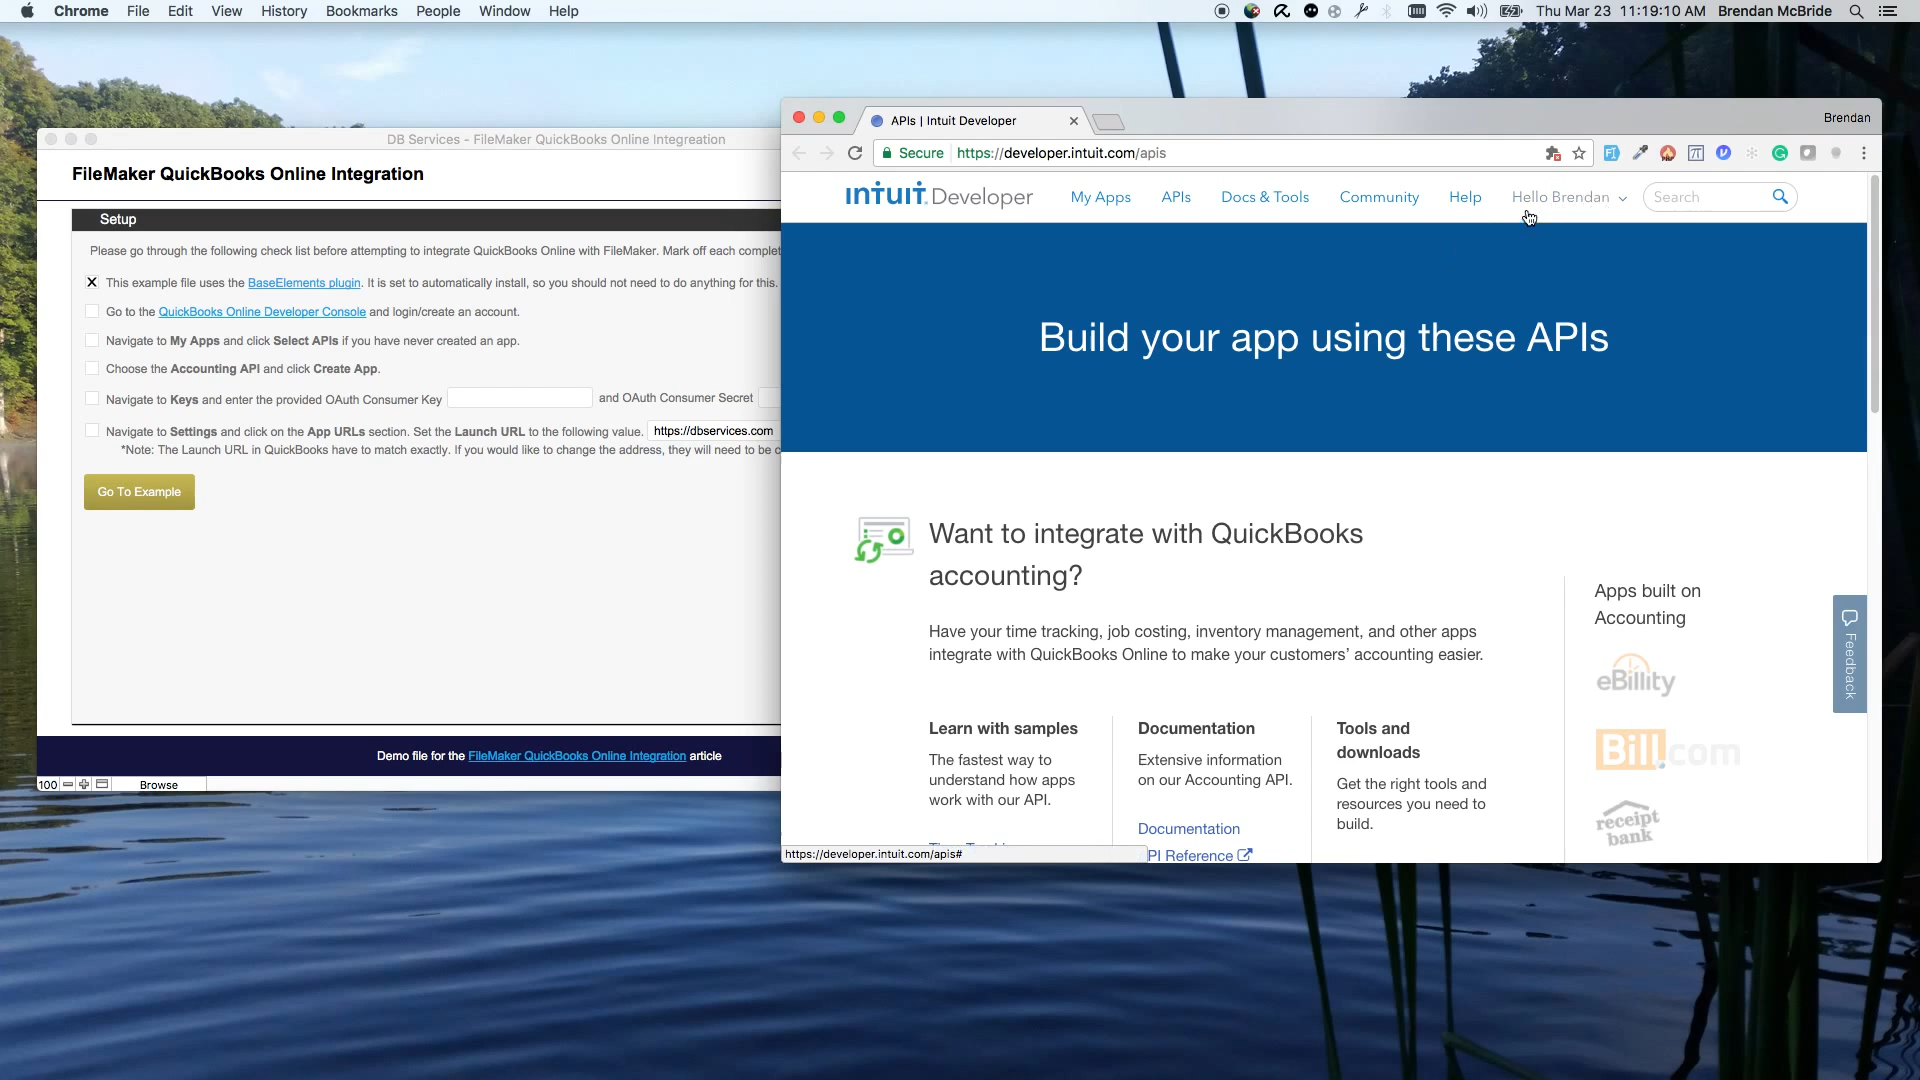 Chrome File Edit View History Bookmarks People Window Help
Thu Mar 23 11:19:10 AM Brendan McBride
DB Services - FileMaker QuickBooks Online Integreation
FileMaker QuickBooks Online Integration
Setup
Please go through the following check list before attempting to integrate QuickBooks Online with FileMaker. Mark off each complet
X This example file uses the BaseElements plugin. It is set to automatically install, so you should not need to do anything for this.
Go to the QuickBooks Online Developer Console and login/create an account.
Navigate to My Apps and click Select APIs if you have never created an app.
Choose the Accounting API and click Create App.
Navigate to Keys and enter the provided OAuth Consumer Key and OAuth Consumer Secret
Navigate to Settings and click on the App URLs section. Set the Launch URL to the following value. https://dbservices.com
*Note: The Launch URL in QuickBooks have to match exactly. If you would like to change the address, they will need to be c
Go To Example
Demo file for the FileMaker QuickBooks Online Integration article
100 Browse
APIs | Intuit Developer
Brendan
Secure https://developer.intuit.com/apis
intuit Developer My Apps APIs Docs & Tools Community Help Hello Brendan Search
Build your app using these APIs
Want to integrate with QuickBooks
accounting?
Have your time tracking, job costing, inventory management, and other apps
integrate with QuickBooks Online to make your customers' accounting easier.
Learn with samples
The fastest way to
understand how apps
work with our API.
Documentation
Extensive information
on our Accounting API.
Documentation
PI Reference
Tools and
downloads
Get the right tools and
resources you need to
build.
Apps built on
Accounting
eBillity
Bill.com
receipt
bank
Feedback
https://developer.intuit.com/apis#